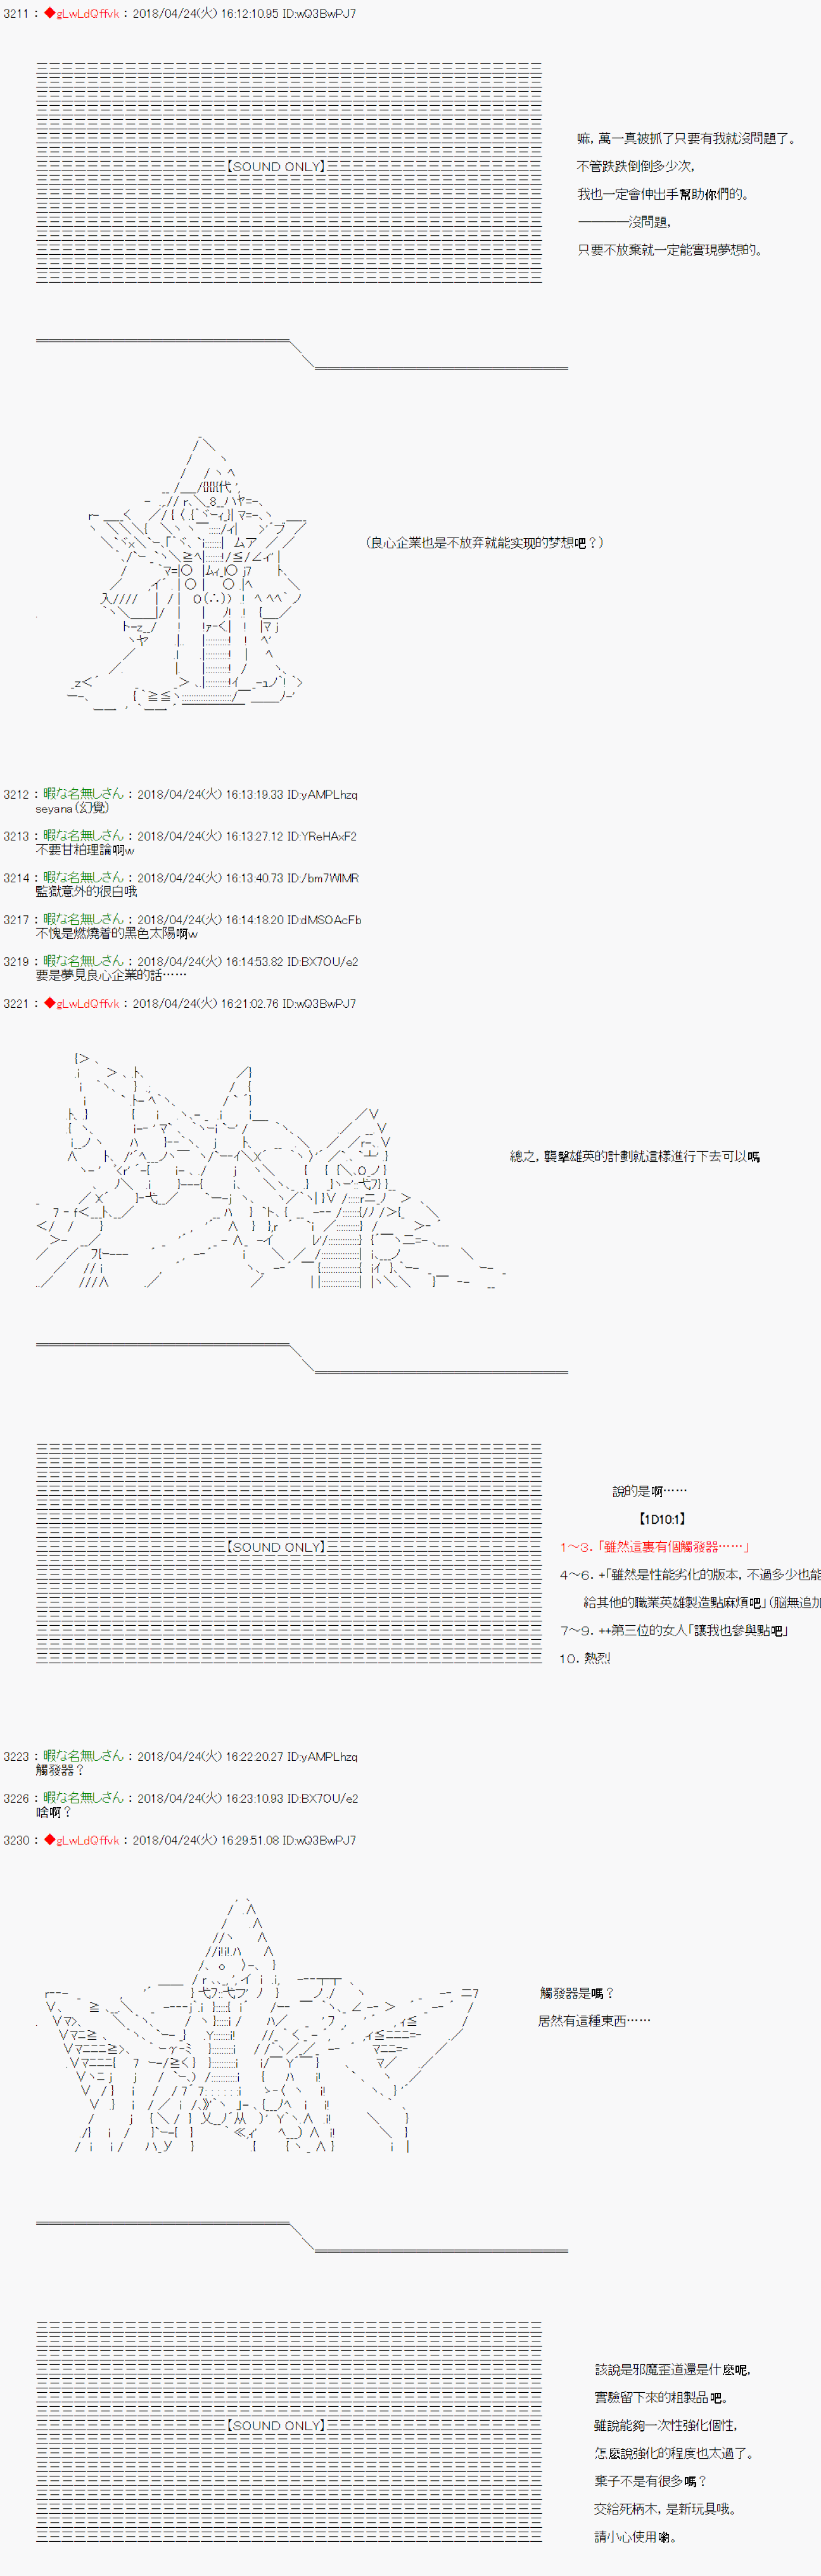 3211 : ◆gLwLdQffvk : 2018/04/24(火) 16:12:10.95 ID:wQ3BwPJ7
嘛，萬一真被抓了只要有我就沒問題了。
【SOUND ONLY】
不管跌跌倒倒多少次，
我也一定會伸出手幫助你們的。
――――沒問題，
只要不放棄就一定能實現夢想的。
（良心企業也是不放弃就能实现的梦想吧？）
3212 : 暇な名無しさん : 2018/04/24(火) 16:13:19.33 ID:yAMPLhzq
seyana（幻覺）
3213 : 暇な名無しさん : 2018/04/24(火) 16:13:27.12 ID:YReHAxF2
不要甘粕理論啊w
3214 : 暇な名無しさん : 2018/04/24(火) 16:13:40.73 ID:/bm7WlMR
監獄意外的很白哦
3217 : 暇な名無しさん : 2018/04/24(火) 16:14:18.20 ID:dMSOAcFb
不愧是燃燒着的黑色太陽啊w
3219 : 暇な名無しさん : 2018/04/24(火) 16:14:53.82 ID:BX7OU/e2
要是夢見良心企業的話……
3221 : ◆gLwLdQffvk : 2018/04/24(火) 16:21:02.76 ID:wQ3BwPJ7
總之，襲擊雄英的計劃就這樣進行下去可以嗎
說的是啊……
【1D10:1】
【SOUND ONLY】
1～3．「雖然這裏有個觸發器……」
4～6．+「雖然是性能劣化的版本，不過多少也能
給其他的職業英雄製造點麻煩吧」（脳無追加
7～9．++第三位的女人「讓我也參與點吧」
10．熱烈
3223 : 暇な名無しさん : 2018/04/24(火) 16:22:20.27 ID:yAMPLhzq
觸發器？
3226 : 暇な名無しさん : 2018/04/24(火) 16:23:10.93 ID:BX7OU/e2
啥啊？
3230 : ◆gLwLdQffvk : 2018/04/24(火) 16:29:51.08 ID:wQ3BwPJ7
觸發器是嗎？
居然有這種東西……
該說是邪魔歪道還是什麽呢，
實驗留下來的粗製品吧。
【SOUND ONLY】
雖說能夠一次性強化個性，
怎麽說強化的程度也太過了。
棄子不是有很多嗎？
交給死柄木，是新玩具哦。
請小心使用喲。